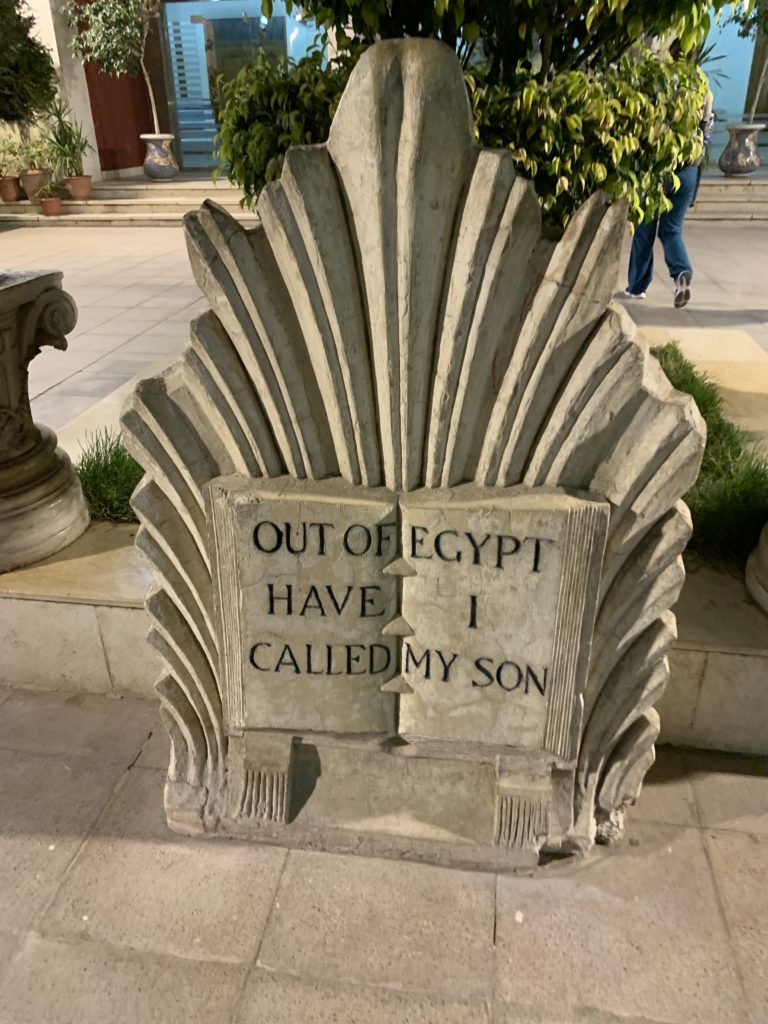 OUT OF EGYPT
HAVE I
CALLED MY SON